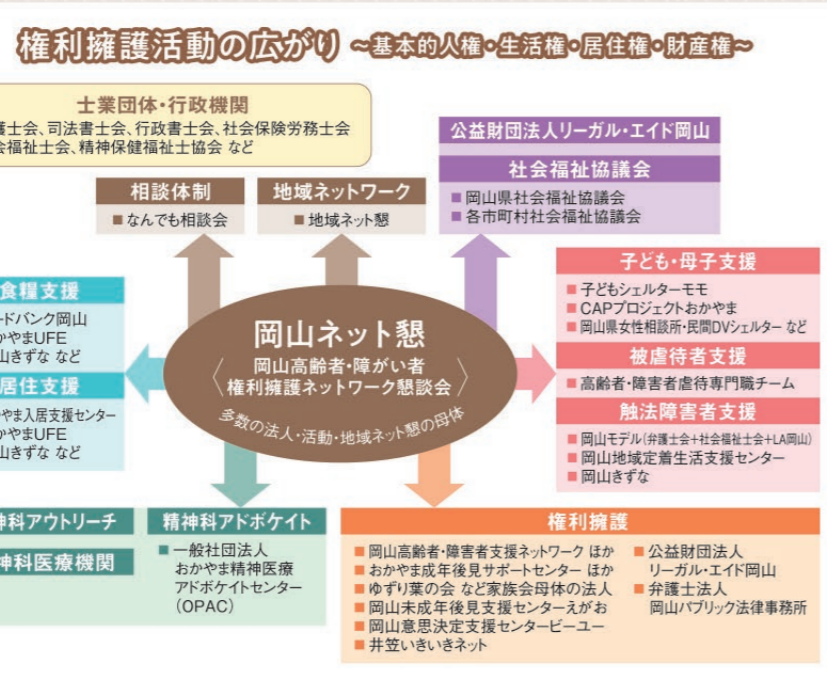 権利擁護活動の広がり ～基本的人権・生活権・居住権・財産権～
士業団体・行政機関
護士会、司法書士会、行政書士会、社会保険労務士会
会福祉士会、精神保健福祉士協会 など
公益財団法人リーガル・エイド岡山
社会福祉協議会
■ 岡山県社会福祉協議会
■ 各市町村社会福祉協議会
相談体制
■ なんでも相談会
地域ネットワーク
■ 地域ネット懇
食糧支援
ードバンク岡山
かやまUFE
山きずな など
居住支援
やま入居支援センター
かやまUFE
山きずな など
岡山ネット懇
〈岡山高齢者・障がい者
権利擁護ネットワーク懇談会〉
多数の法人・活動・地域ネット懇の母体
子ども・母子支援
■ 子どもシェルターモモ
■ CAPプロジェクトおかやま
■ 岡山県女性相談所・民間DVシェルター など
被虐待者支援
■ 高齢者・障害者虐待専門職チーム
触法障害者支援
■ 岡山モデル（弁護士会+社会福祉士会+LA岡山）
■ 岡山地域定着生活支援センター
■ 岡山きずな
神科アウトリーチ
神科医療機関
精神科アドボケイト
■ 一般社団法人
おかやま精神医療
アドボケイトセンター
（OPAC）
権利擁護
■ 岡山高齢者・障害者支援ネットワーク ほか
■ おかやま成年後見サポートセンター ほか
■ ゆずり葉の会 など家族会母体の法人
■ 岡山未成年後見支援センターえがお
■ 岡山意思決定支援センタービーユー
■ 井笠いきいきネット
■ 公益財団法人
リーガル・エイド岡山
■ 弁護士法人
岡山パブリック法律事務所